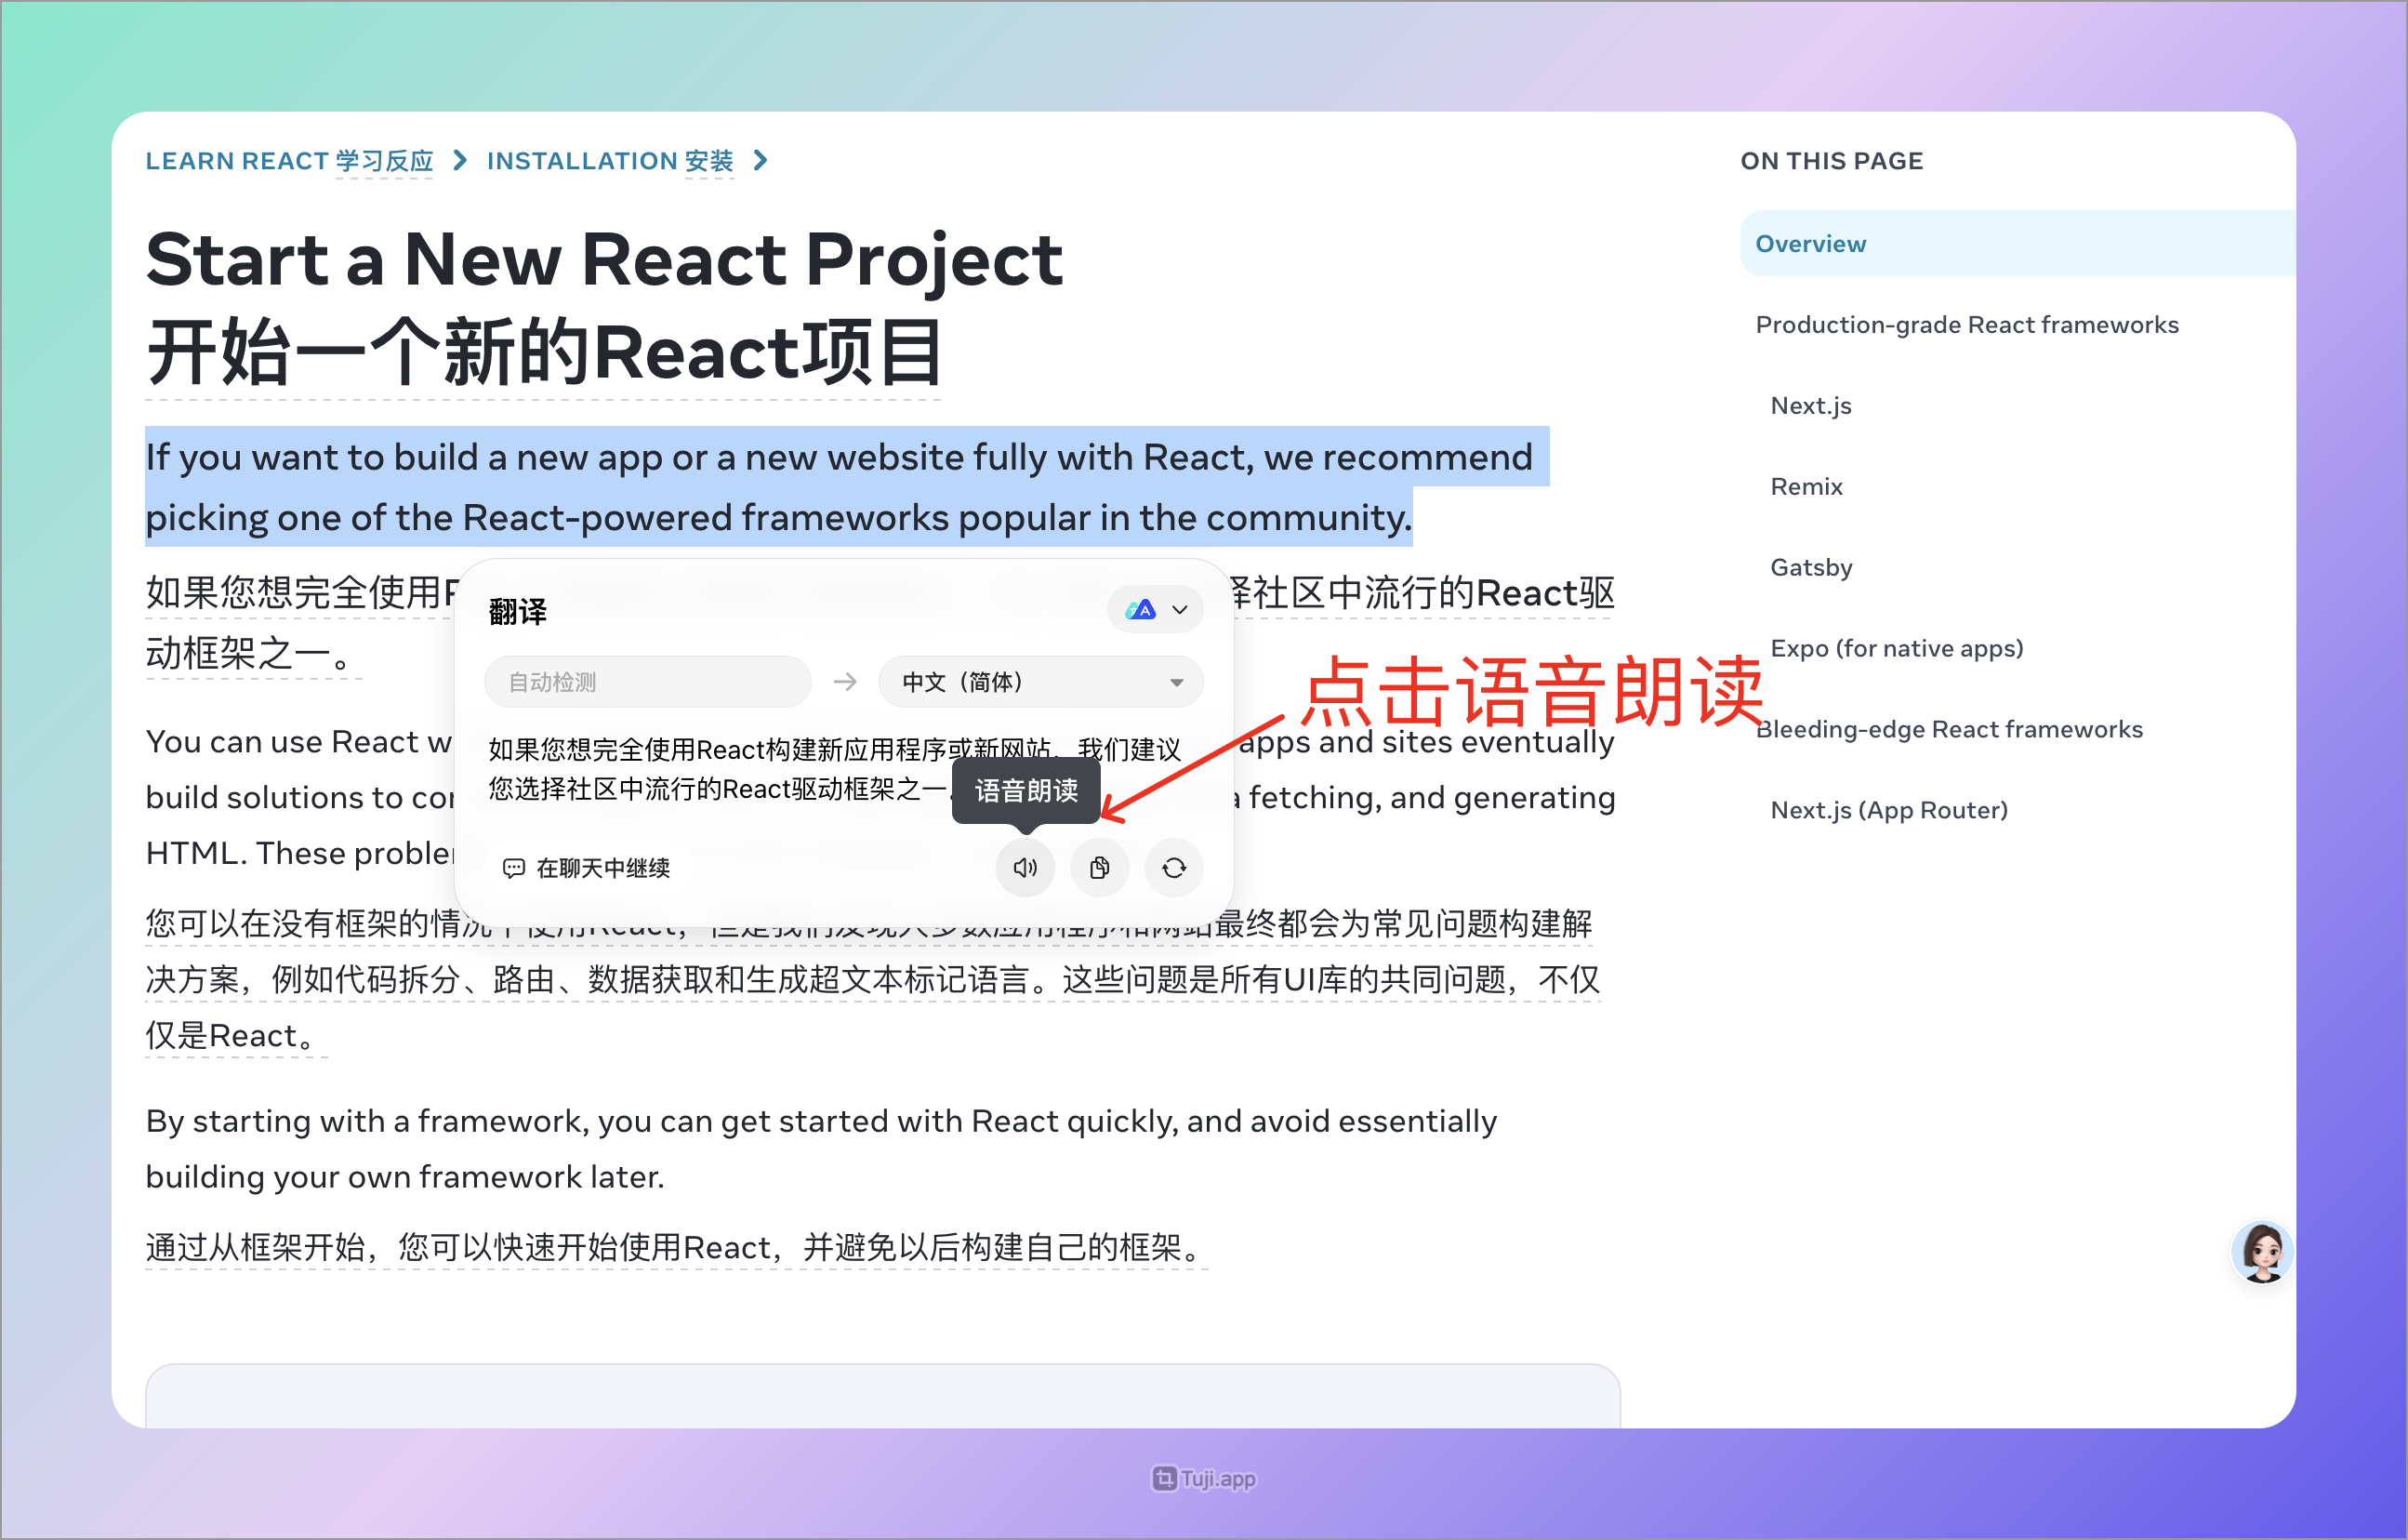 LEARN REACT 学习反应 > INSTALLATION 安装 >
Start a New React Project
开始一个新的React项目
If you want to build a new app or a new website fully with React, we recommend
picking one of the React-powered frameworks popular in the community.
如果您想完全使用
择社区中流行的React驱
动框架之一。
You can use React
apps and sites eventually
build solutions to
fetching, and generating
HTML. These
您可以在没有框架的情况下使用React，但是我们发现大多数应用程序和网站最终都会为常见问题构建解
决方案，例如代码拆分、路由、数据获取和生成超文本标记语言。这些问题是所有UI库的共同问题，不仅
仅是React。
By starting with a framework, you can get started with React quickly, and avoid essentially
building your own framework later.
通过从框架开始，您可以快速开始使用React，并避免以后构建自己的框架。
翻译
自动检测 → 中文（简体）
如果您想完全使用React构建新应用程序或新网站，我们建议
您选择社区中流行的React驱动框架之一
语音朗读
在聊天中继续
点击语音朗读
ON THIS PAGE
Overview
Production-grade React frameworks
Next.js
Remix
Gatsby
Expo (for native apps)
Bleeding-edge React frameworks
Next.js (App Router)
Tuji.app